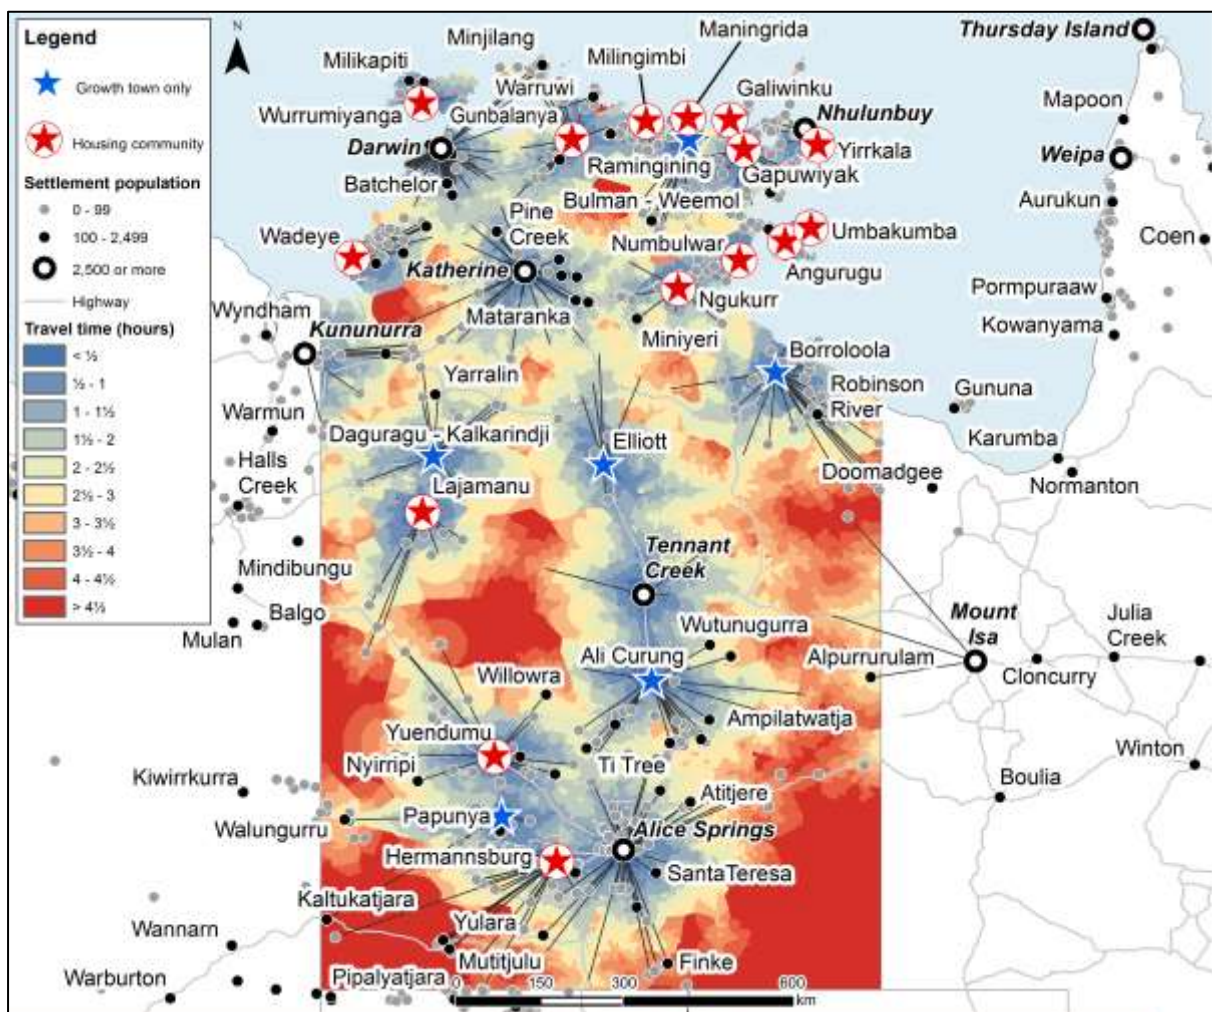 Legend
Growth town only
Housing community
Settlement population
0 - 99
100 - 2,499
2,500 or more
Highway
Travel time (hours)
< ½
½ - 1
1 - 1½
1½ - 2
2 - 2½
2½ - 3
3 - 3½
3½ - 4
4 - 4½
> 4½
N
Minjilang
Maningrida
Thursday Island
Milikapiti
Milingimbi
Warruwi
Galiwinku
Mapoon
Wurrumiyanga
Gunbalanya
Nhulunbuy
Darwin
Yirrkala
Weipa
Ramingining
Gapuwiyak
Batchelor
Bulman - Weemol
Aurukun
Pine
Creek
Wadeye
Numbulwar
Umbakumba
Coen
Angurugu
Katherine
Ngukurr
Pormpuraaw
Wyndham
Mataranka
Kununurra
Miniyeri
Kowanyama
Borroloola
Yarralin
Robinson
River
Gununa
Warmun
Daguragu - Kalkarindji
Elliott
Karumba
Halls
Creek
Doomadgee
Lajamanu
Normanton
Tennant
Creek
Mindibungu
Balgo
Mount
Isa
Julia
Creek
Mulan
Wutunugurra
Ali Curung
Alpurrurulam
Cloncurry
Willowra
Ampilatwatja
Yuendumu
Winton
Nyirripi
Ti Tree
Kiwirrkurra
Boulia
Atitjere
Papunya
Walungurru
Alice Springs
Hermannsburg
SantaTeresa
Kaltukatjara
Yulara
Wannarn
Mutitjulu
Finke
Warburton
Pipalyatjara
0 150 300 600
km